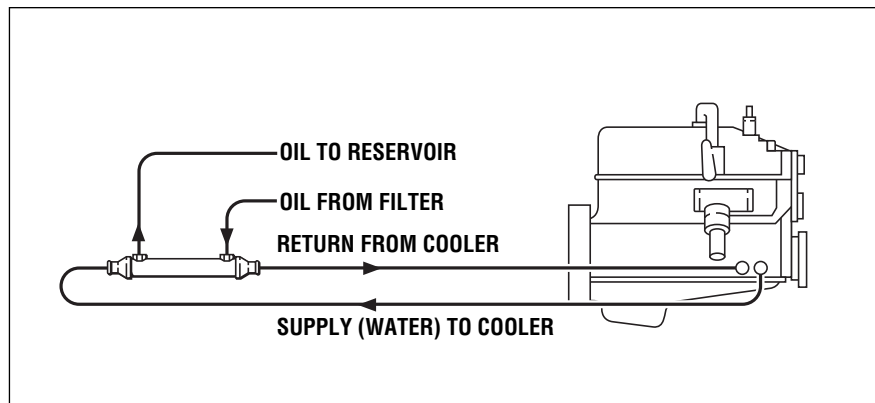 OIL TO RESERVOIR
OIL FROM FILTER
RETURN FROM COOLER
SUPPLY (WATER) TO COOLER